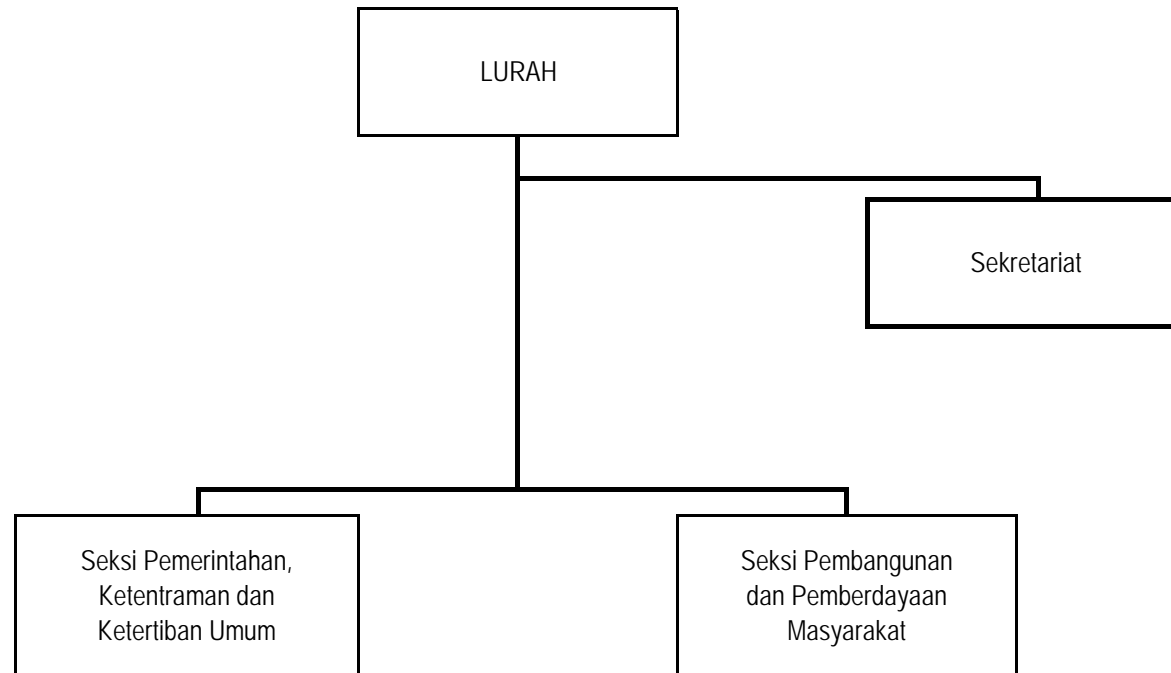 LURAH
Sekretariat
Seksi Pemerintahan,
Ketentraman dan
Ketertiban Umum
Seksi Pembangunan
dan Pemberdayaan
Masyarakat